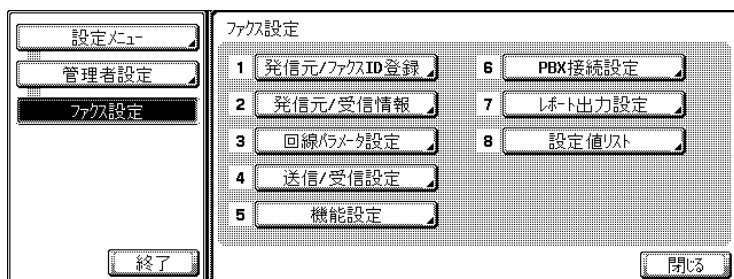 設定メニュー
管理者設定
ファクス設定
終了
ファクス設定
1 発信元/ファクスID登録
2 発信元/受信情報
3 回線パラメータ設定
4 送信/受信設定
5 機能設定
6 PBX接続設定
7 レポート出力設定
8 設定値リスト
閉じる